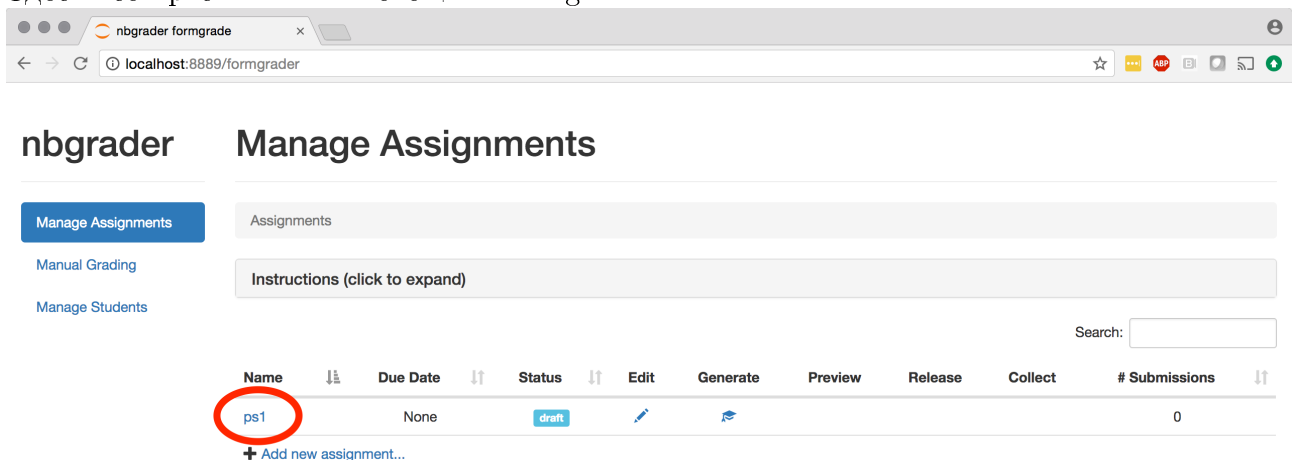 nbgrader formgrade
localhost:8889/formgrader
nbgrader
Manage Assignments
Manage Assignments
Manual Grading
Manage Students
Assignments
Instructions (click to expand)
Search:
Name Due Date Status Edit Generate Preview Release Collect # Submissions
ps1 None draft 0
Add new assignment...